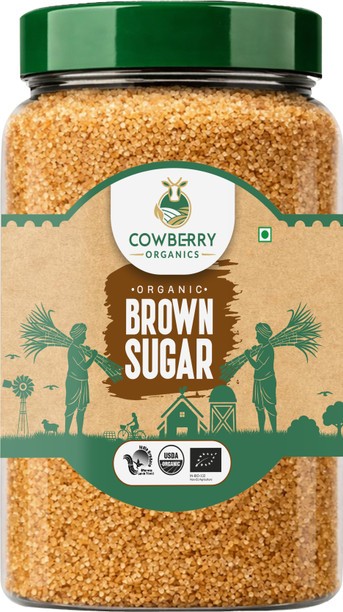 COWBERRY
ORGANICS
•ORGANIC•
BROWN
SUGAR
USDA
ORGANIC